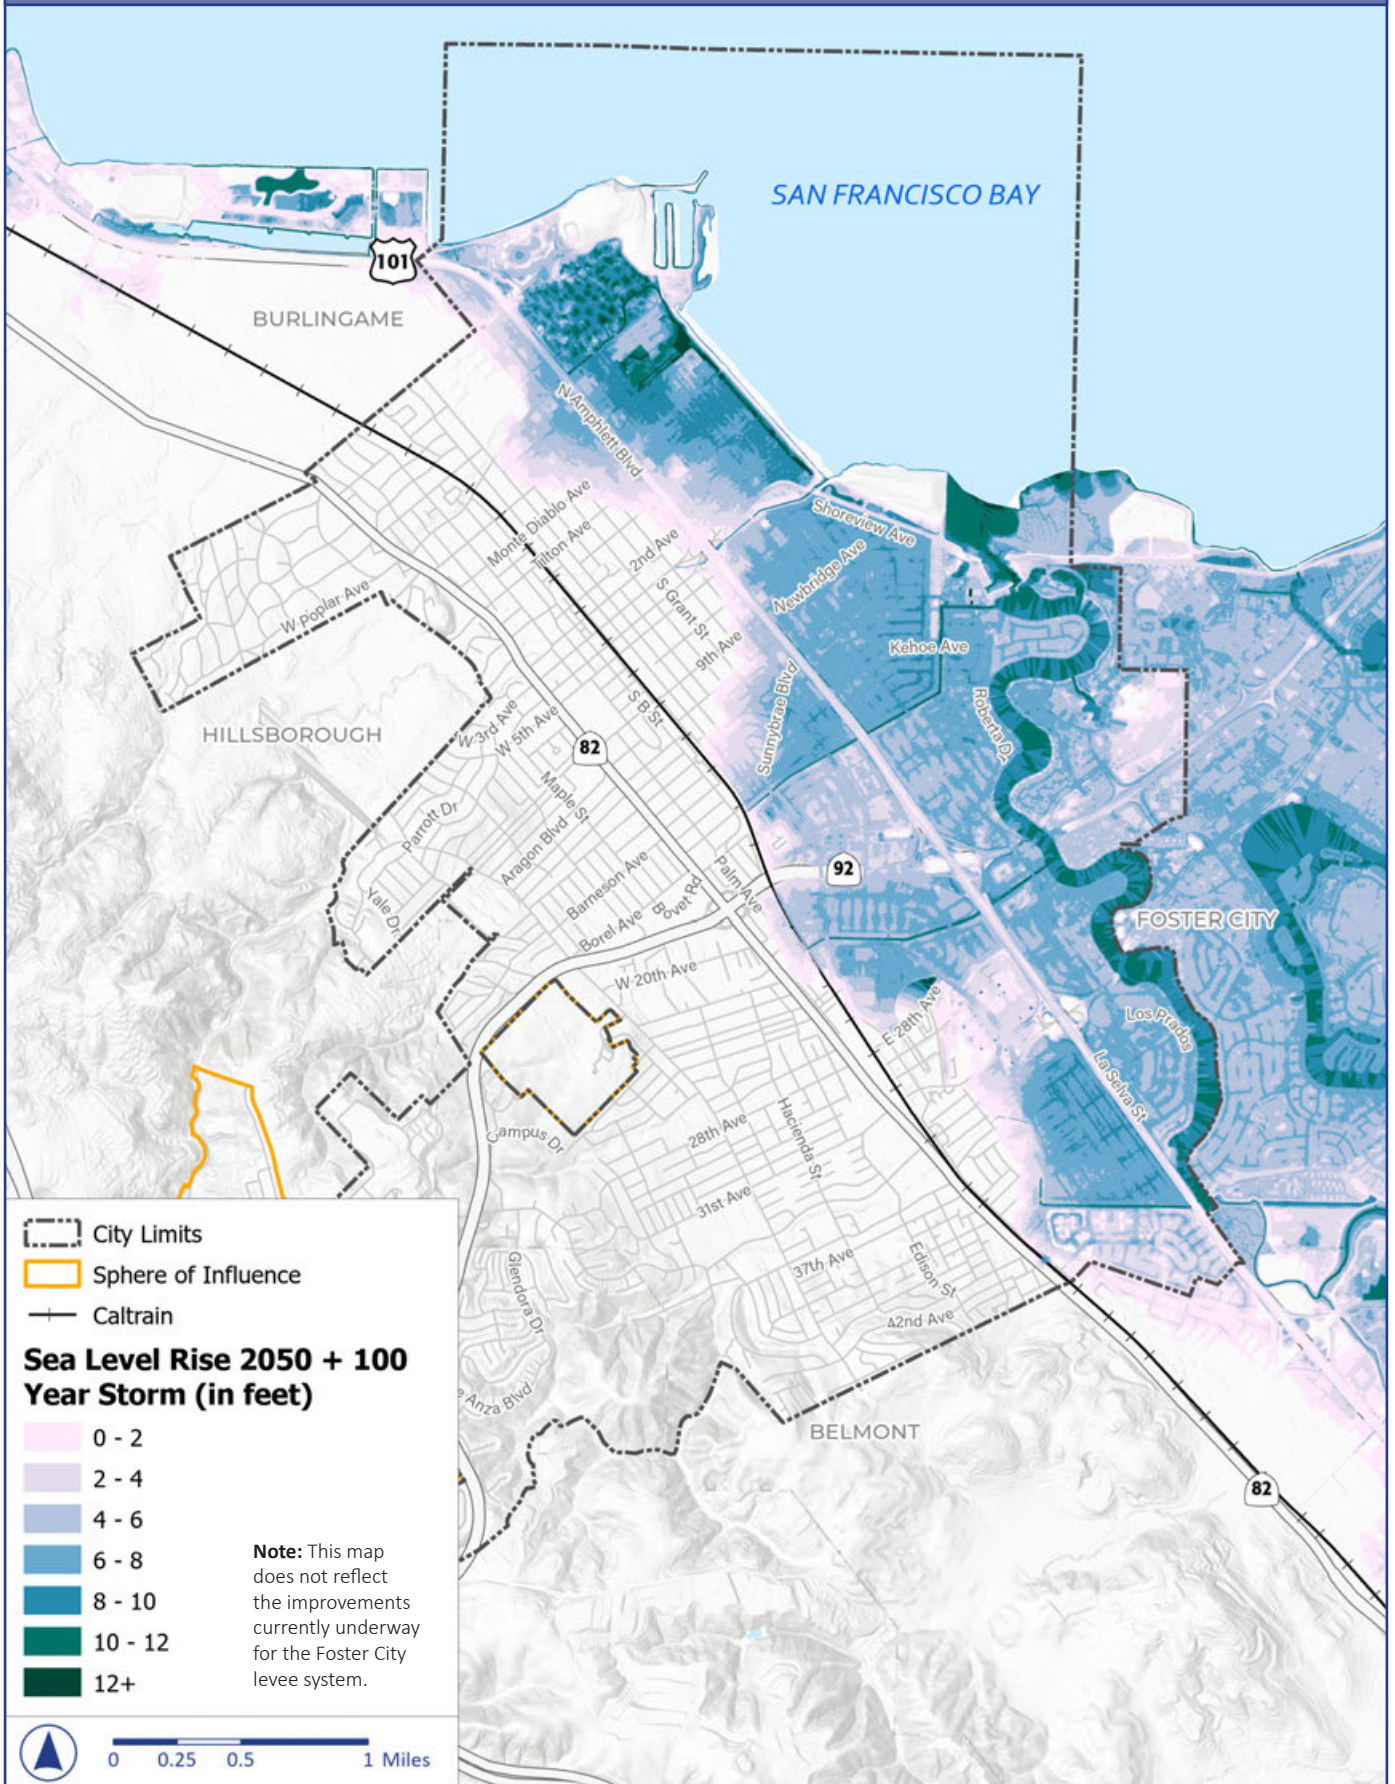 SAN FRANCISCO BAY
101
BURLINGAME
N Amphlett Blvd
Monte Diablo Ave
Tilton Ave
2nd Ave
Shoreview Ave
Newbridge Ave
S Grant St
W Poplar Ave
9th Ave
Kehoe Ave
Sunnybrae Blvd
S B St
Roberta Dr
HILLSBOROUGH
W 3rd Ave
W 5th Ave
82
Maple St
Parrott Dr
Aragon Blvd
Barneson Ave
Bovet Rd
Palm Ave
92
Yale Dr
Borel Ave
FOSTER CITY
W 20th Ave
E 28th Ave
Los Prados
La Selva St
Campus Dr
28th Ave
Hacienda St
31st Ave
37th Ave
Edison St
Glendora Dr
42nd Ave
e Anza Blvd
BELMONT
82
City Limits
Sphere of Influence
Caltrain
Sea Level Rise 2050 + 100
Year Storm (in feet)
0 - 2
2 - 4
4 - 6
6 - 8
8 - 10
10 - 12
12+
Note: This map
does not reflect
the improvements
currently underway
for the Foster City
levee system.
0 0.25 0.5 1 Miles